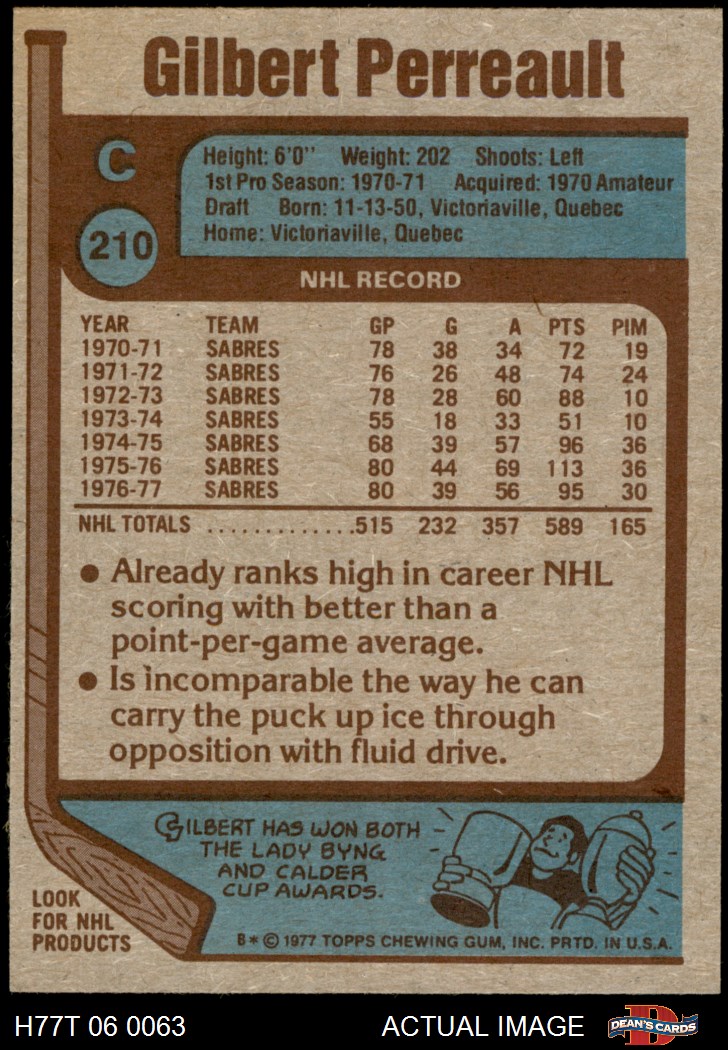 Gilbert Perreault
C
Height: 6'0" Weight: 202 Shoots: Left
1st Pro Season: 1970-71 Acquired: 1970 Amateur
Draft Born: 11-13-50, Victoriaville, Quebec
Home: Victoriaville, Quebec
210
NHL RECORD
YEAR TEAM GP G A PTS PIM
1970-71 SABRES 78 38 34 72 19
1971-72 SABRES 76 26 48 74 24
1972-73 SABRES 78 28 60 88 10
1973-74 SABRES 55 18 33 51 10
1974-75 SABRES 68 39 57 96 36
1975-76 SABRES 80 44 69 113 36
1976-77 SABRES 80 39 56 95 30
NHL TOTALS .............515 232 357 589 165
● Already ranks high in career NHL
scoring with better than a
point-per-game average.
● Is incomparable the way he can
carry the puck up ice through
opposition with fluid drive.
GILBERT HAS WON BOTH
THE LADY BYNG
AND CALDER
CUP AWARDS.
LOOK
FOR NHL
PRODUCTS
B* © 1977 TOPPS CHEWING GUM, INC. PRTD. IN U.S.A.
H77T 06 0063 ACTUAL IMAGE DEAN'S CARDS